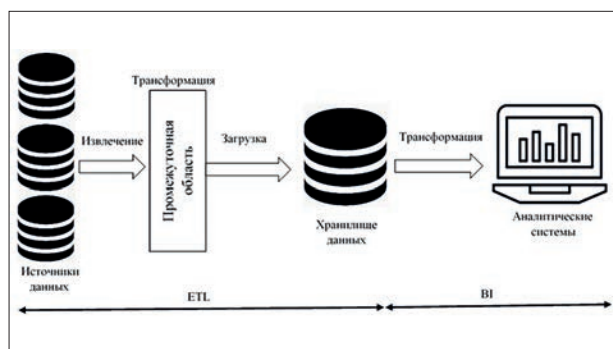 Трансформация
Извлечение
Промежуточная
область
Загрузка
Трансформация
Источники
данных
Хранилище
данных
Аналитические
системы
ETL
BI